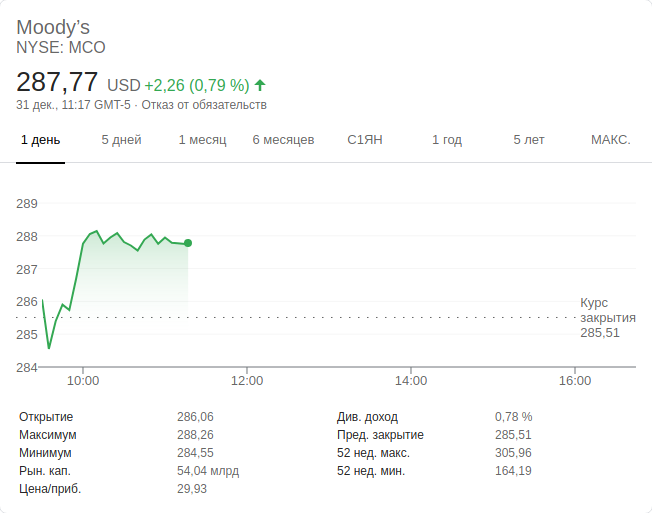 Moody’s
NYSE: MCO
287,77 USD +2,26 (0,79 %) ↑
31 дек., 11:17 GMT-5 · Отказ от обязательств
1 день 5 дней 1 месяц 6 месяцев С1ЯН 1 год 5 лет МАКС.
289
288
287
286
285
284
Курс
закрытия
285,51
10:00 12:00 14:00 16:00
Открытие 286,06
Максимум 288,26
Минимум 284,55
Рын. кап. 54,04 млрд
Цена/приб. 29,93
Див. доход 0,78 %
Пред. закрытие 285,51
52 нед. макс. 305,96
52 нед. мин. 164,19